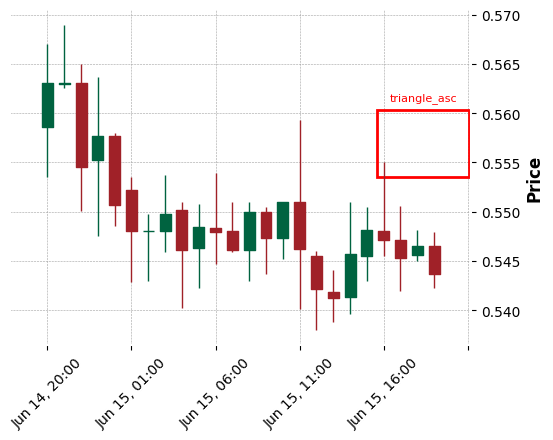 0.570
0.565
triangle_asc
0.560
0.555
0.550
0.545
0.540
Price
Jun 14, 20:00
Jun 15, 01:00
Jun 15, 06:00
Jun 15, 11:00
Jun 15, 16:00